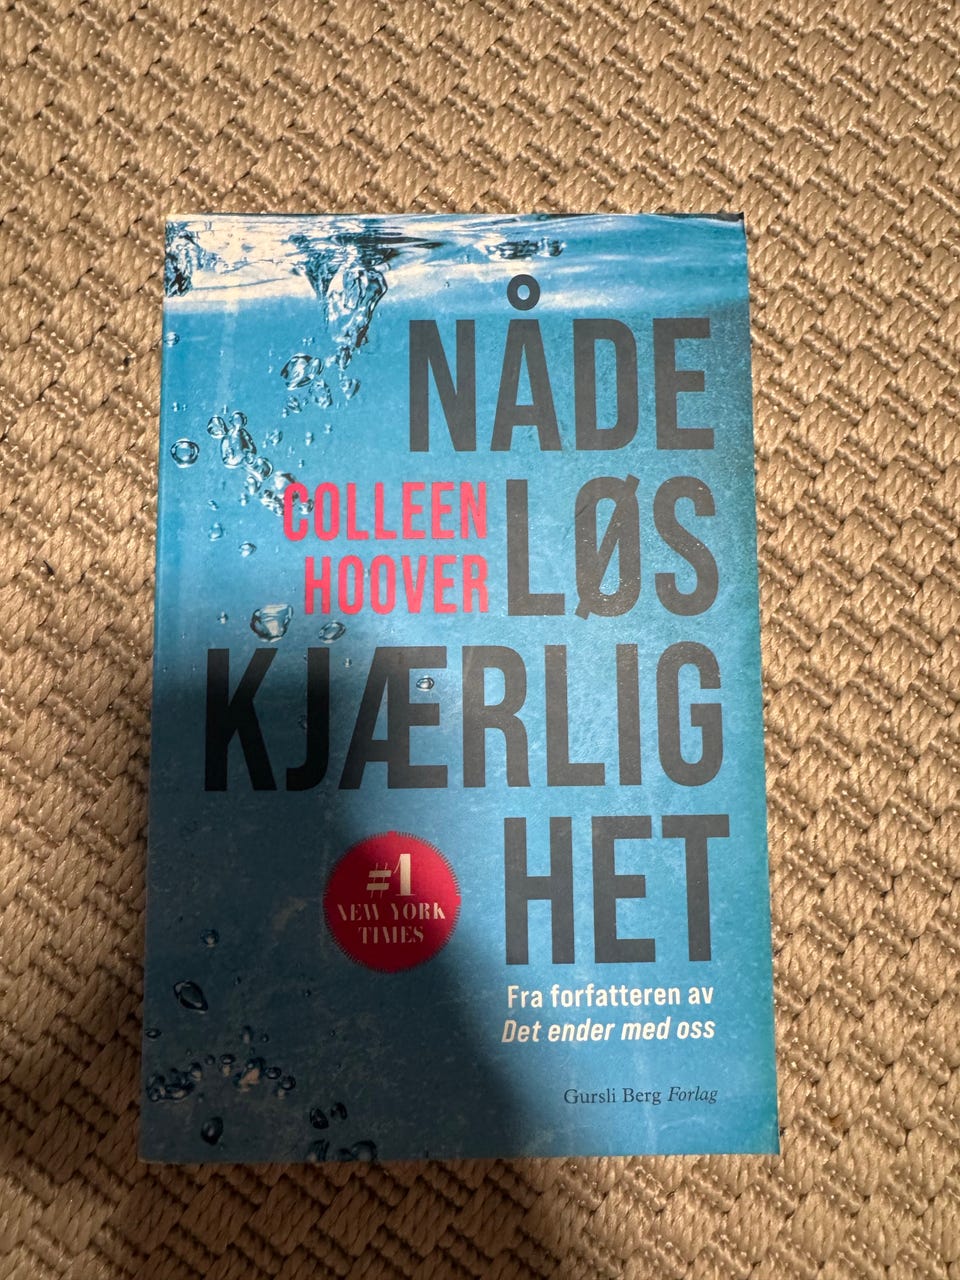 NÅDE
COLLEEN
HOOVER
LØS
KJÆRLIG
HET
#1
NEW YORK
TIMES
Fra forfatteren av
Det ender med oss
Gursli Berg Forlag